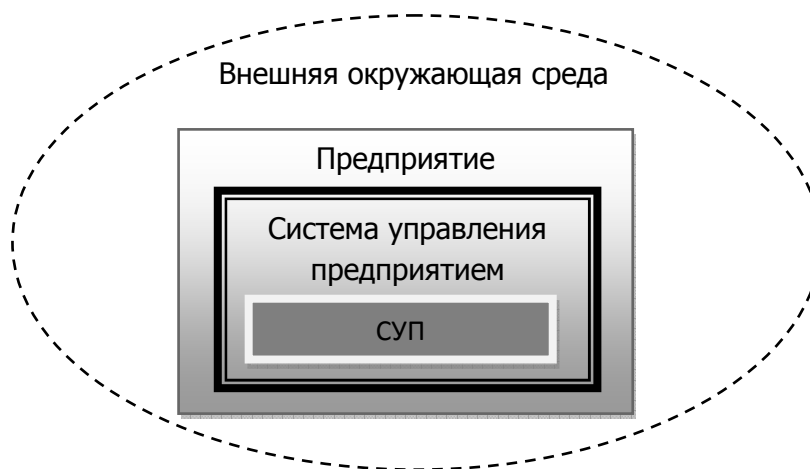 Внешняя окружающая среда
Предприятие
Система управления
предприятием
СУП